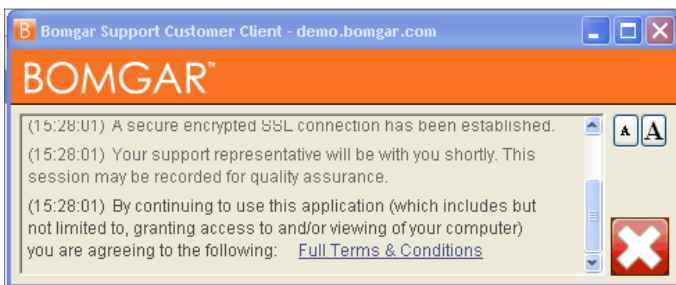 B Bomgar Support Customer Client - demo.bomgar.com
BOMGAR™
(15:28:01) A secure encrypted SSL connection has been established.
(15:28:01) Your support representative will be with you shortly. This
session may be recorded for quality assurance.
(15:28:01) By continuing to use this application (which includes but
not limited to, granting access to and/or viewing of your computer)
you are agreeing to the following: Full Terms & Conditions
A A